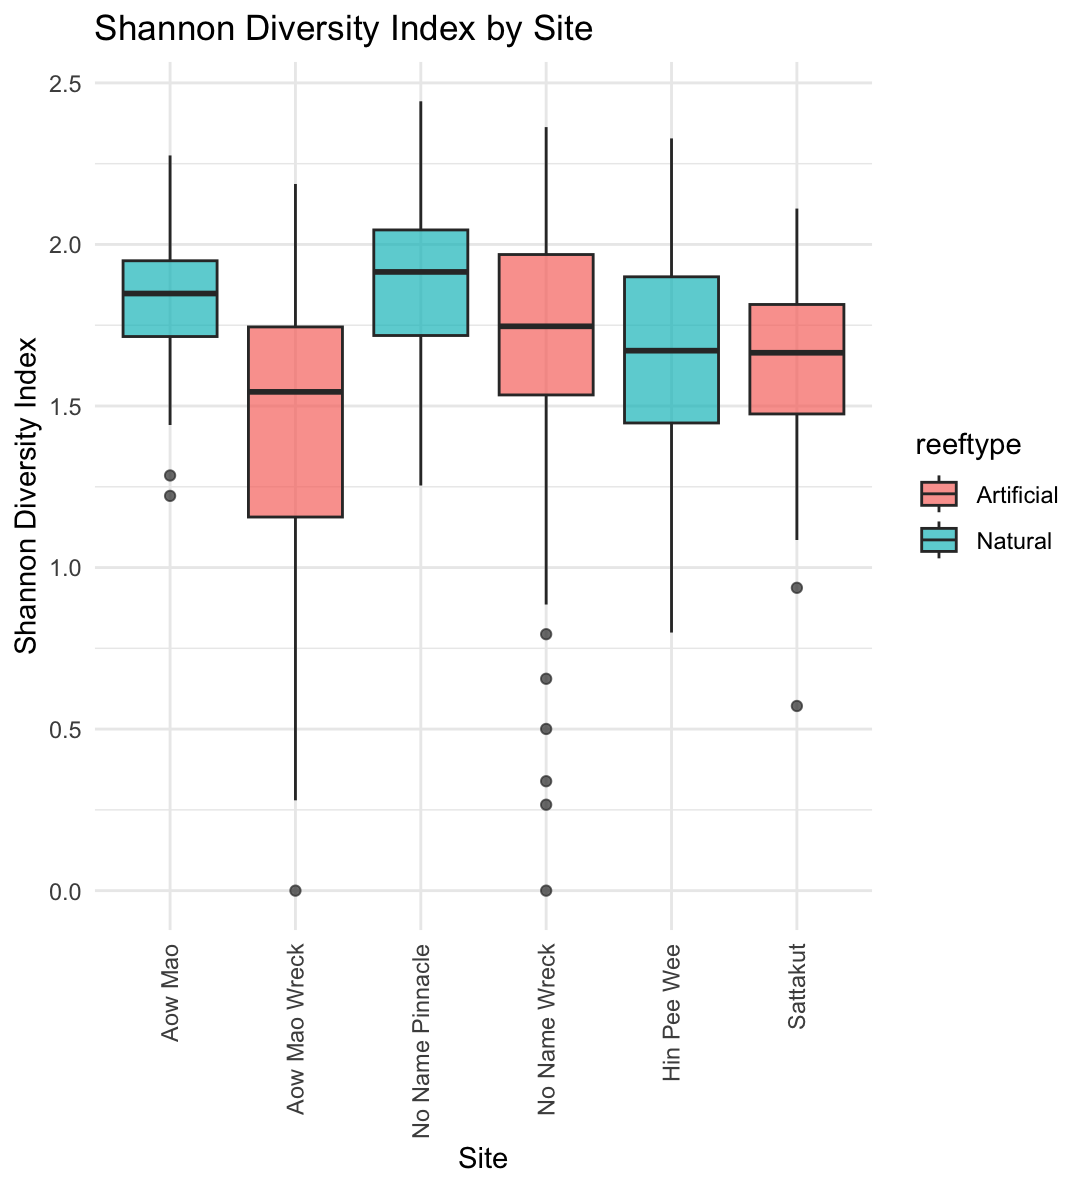 Shannon Diversity Index by Site
2.5
2.0
1.5
1.0
0.5
0.0
Shannon Diversity Index
Aow Mao
Aow Mao Wreck
No Name Pinnacle
No Name Wreck
Hin Pee Wee
Sattakut
Site
reeftype
Artificial
Natural